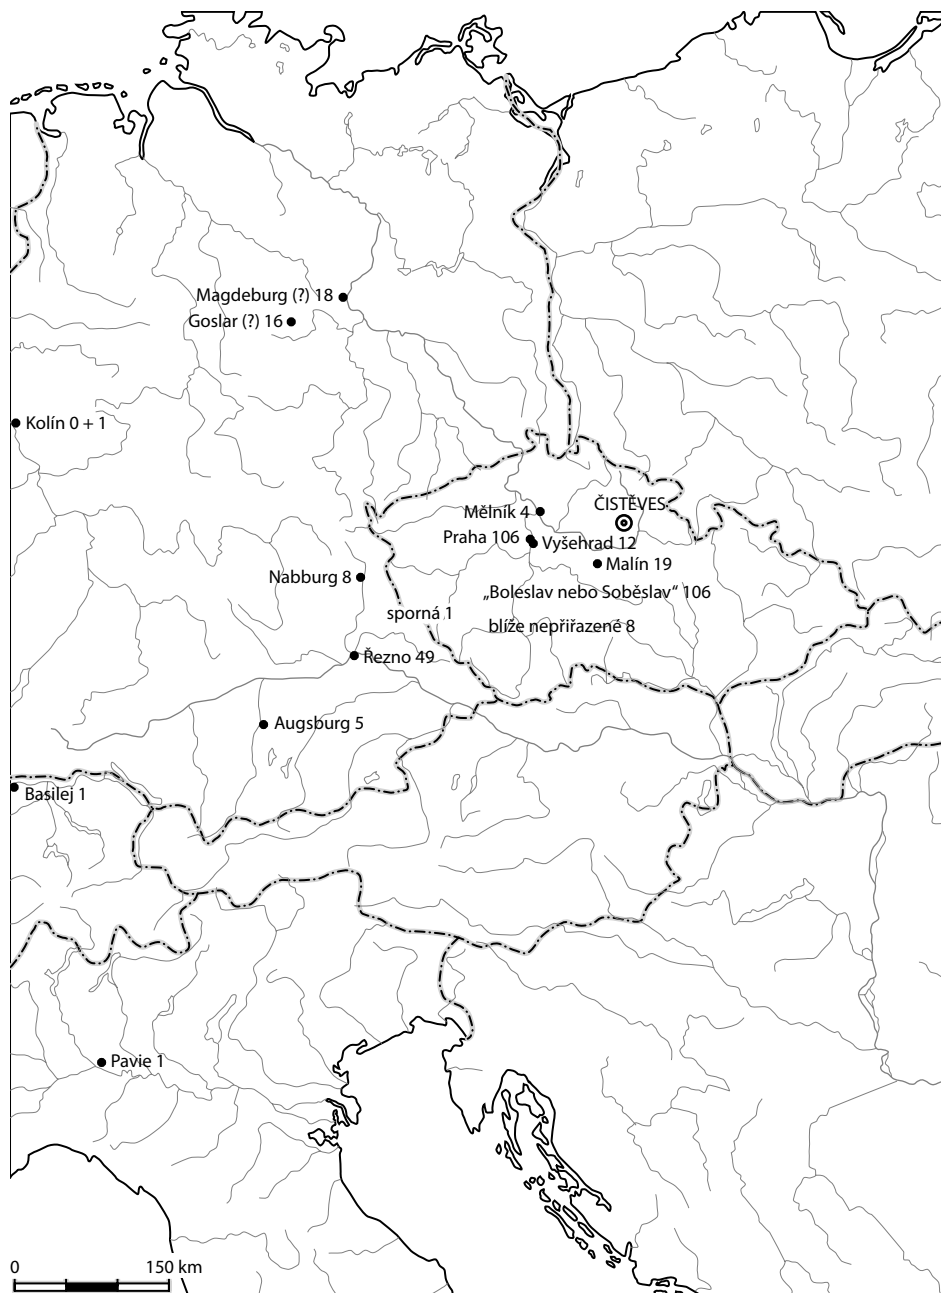 Magdeburg (?) 18
Goslar (?) 16
Kolín 0 + 1
ČISTĚVES
Mělník 4
Praha 106
Vyšehrad 12
Malín 19
Nabburg 8
„Boleslav nebo Soběslav“ 106
sporná 1
blíže nepřiřazené 8
Řezno 49
Augsburg 5
Basilej 1
Pavie 1
0 150 km